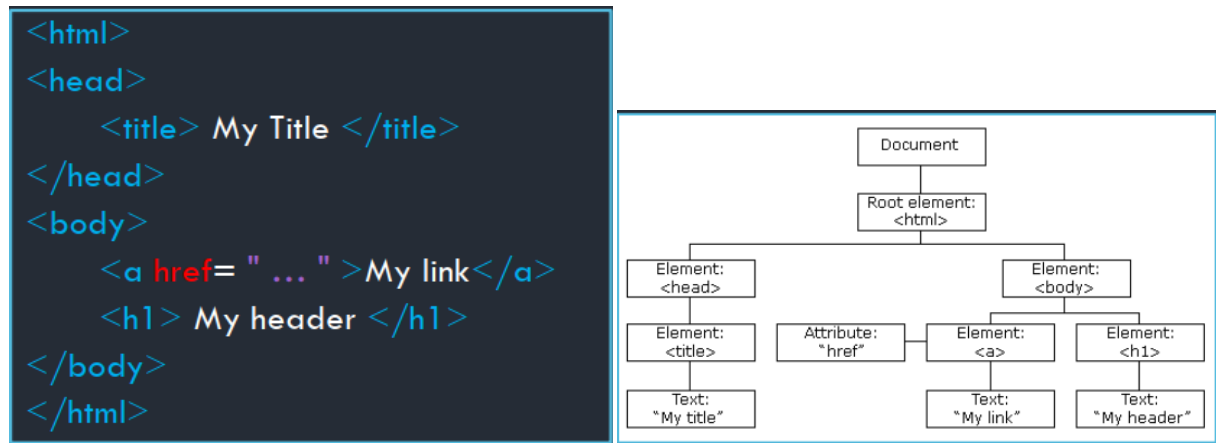 <html>
<head>
<title> My Title </title>
</head>
<body>
<a href= " ... " >My link</a>
<h1> My header </h1>
</body>
</html>
Document
Root element:
<html>
Element:
<head>
Element:
<body>
Element:
<title>
Attribute:
“href”
Element:
<a>
Element:
<h1>
Text:
“My title”
Text:
“My link”
Text:
“My header”